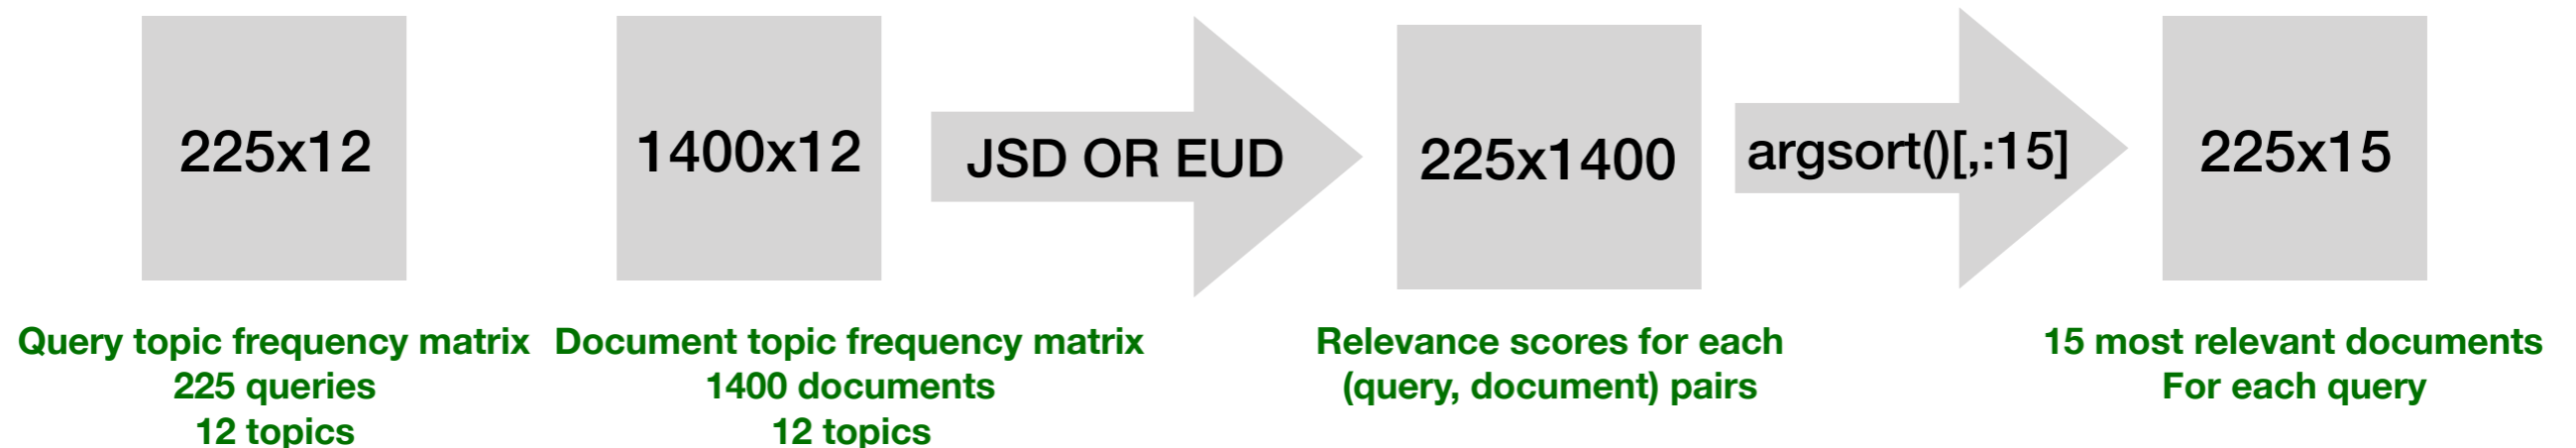 225x12
1400x12
JSD OR EUD
225x1400
argsort()[,:15]
225x15
Query topic frequency matrix
225 queries
12 topics
Document topic frequency matrix
1400 documents
12 topics
Relevance scores for each
(query, document) pairs
15 most relevant documents
For each query